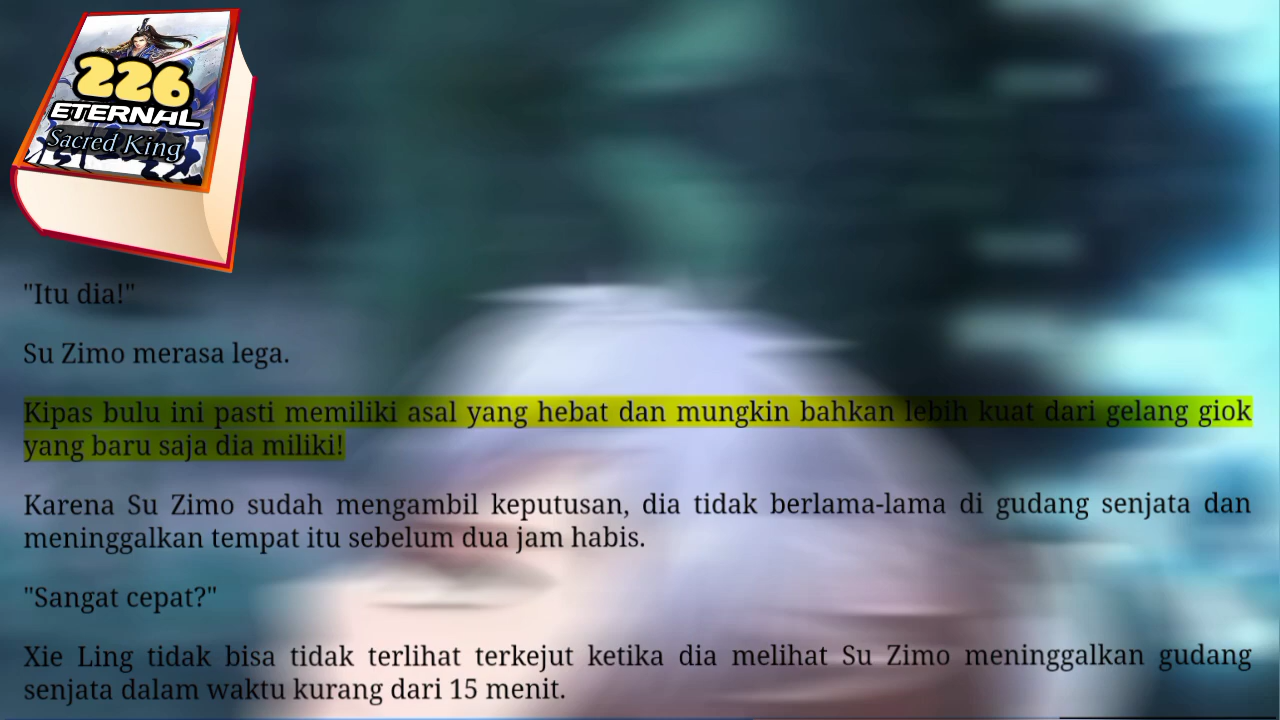 226
ETERNAL
Sacred King
"Itu dia!"
Su Zimo merasa lega.
Kipas bulu ini pasti memiliki asal yang hebat dan mungkin bahkan lebih kuat dari gelang giok
yang baru saja dia miliki!
Karena Su Zimo sudah mengambil keputusan, dia tidak berlama-lama di gudang senjata dan
meninggalkan tempat itu sebelum dua jam habis.
"Sangat cepat?"
Xie Ling tidak bisa tidak terlihat terkejut ketika dia melihat Su Zimo meninggalkan gudang
senjata dalam waktu kurang dari 15 menit.